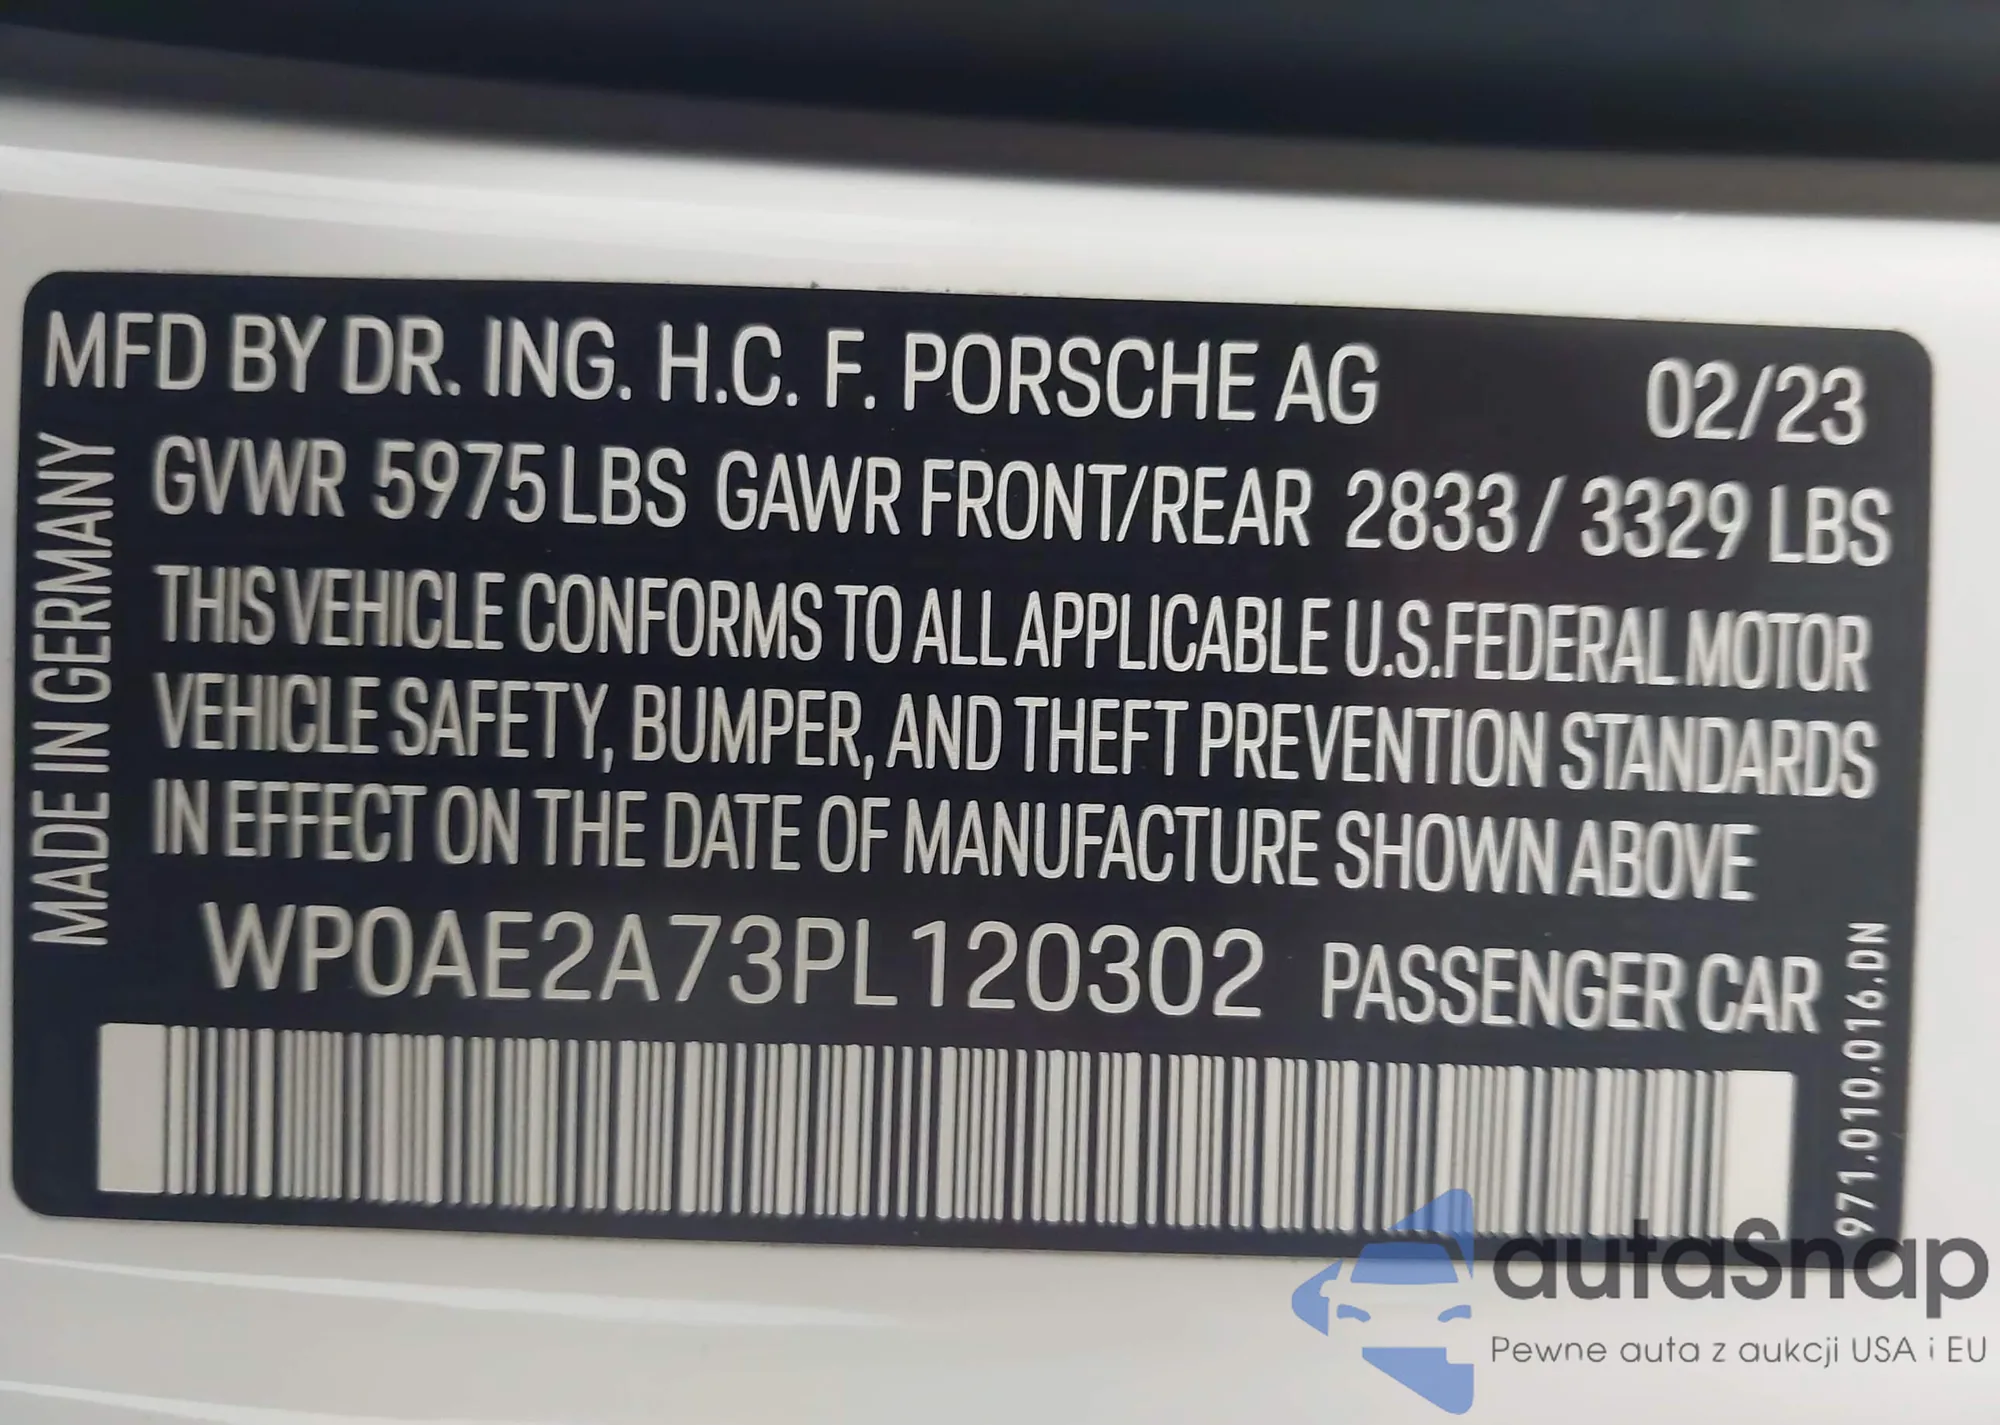 MFD BY DR. ING. H.C. F. PORSCHE AG 02/23
GVWR 5975 LBS GAWR FRONT/REAR 2833 / 3329 LBS
THIS VEHICLE CONFORMS TO ALL APPLICABLE U.S.FEDERAL MOTOR
VEHICLE SAFETY, BUMPER, AND THEFT PREVENTION STANDARDS
IN EFFECT ON THE DATE OF MANUFACTURE SHOWN ABOVE
WP0AE2A73PL120302 PASSENGER CAR
MADE IN GERMANY
971.010.016.DN
autaSnap
Pewne auta z aukcji USA i EU